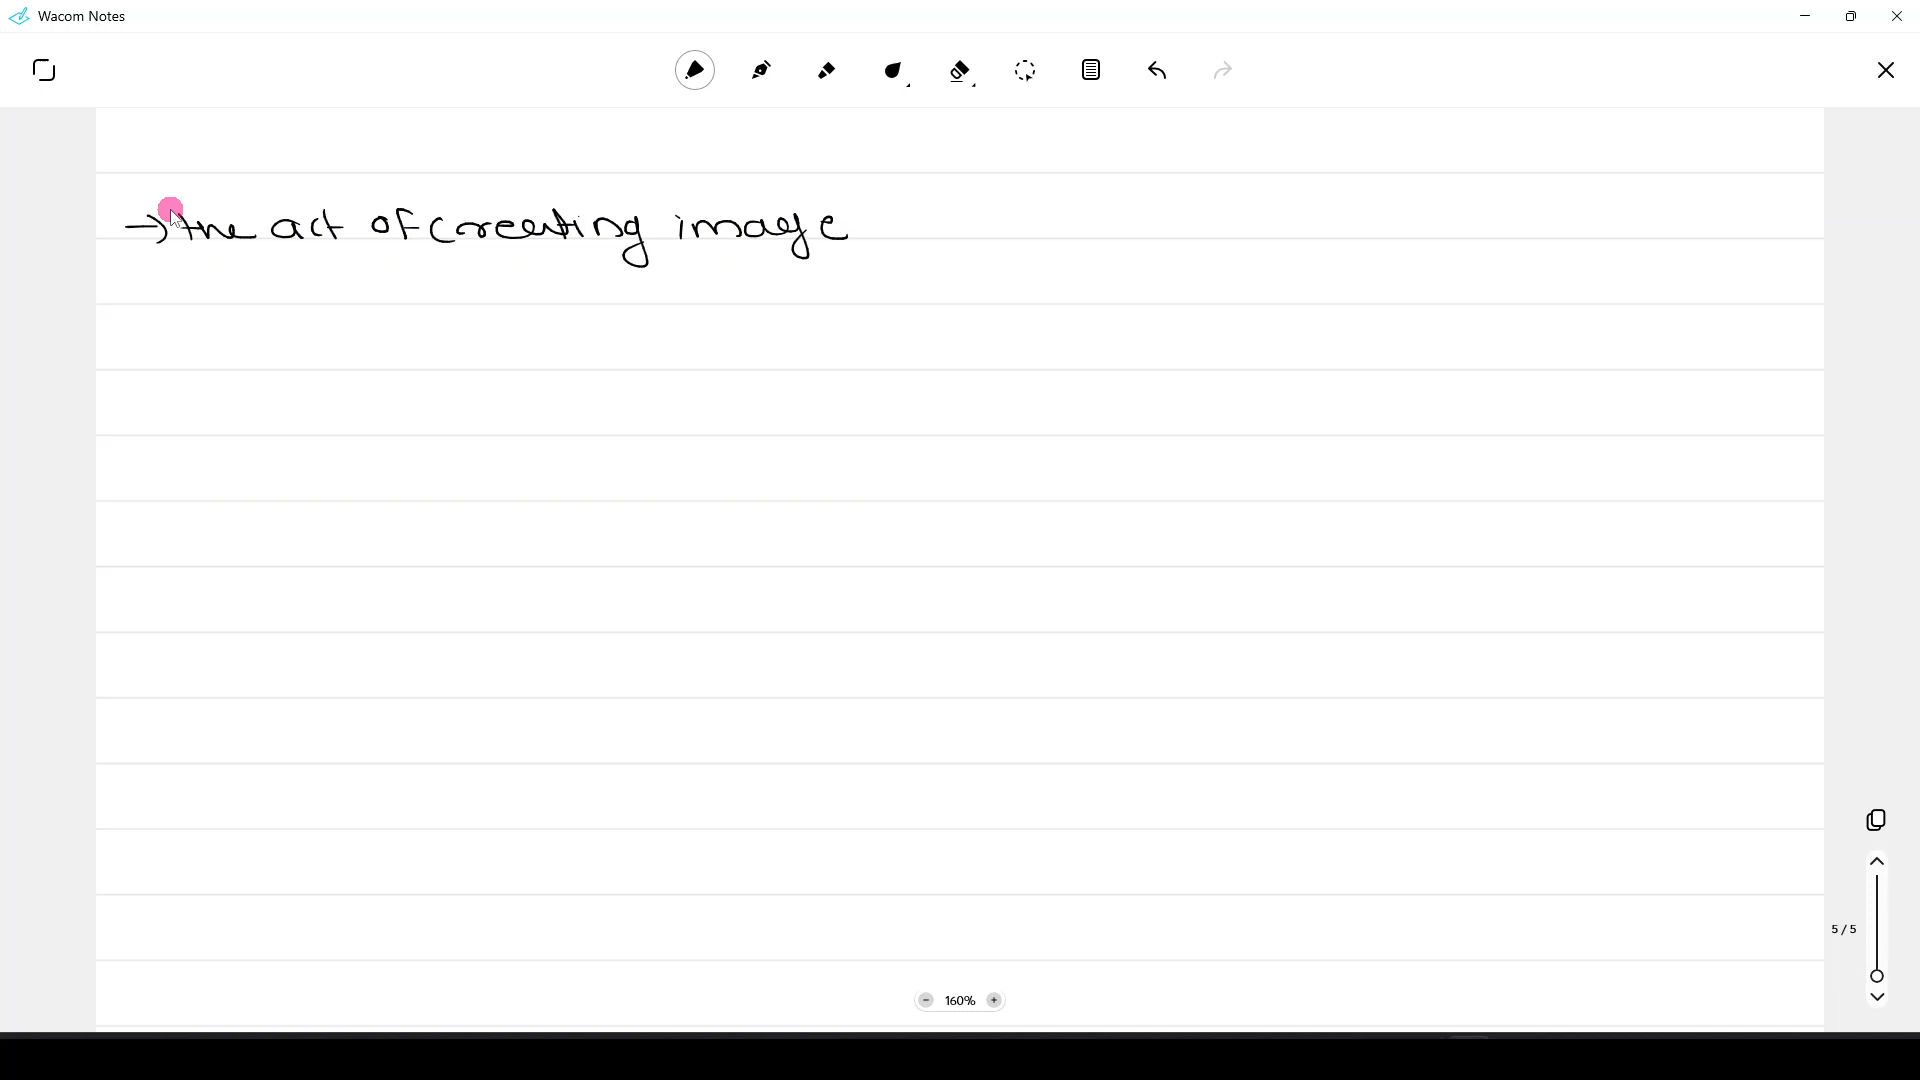 Wacom Notes
→ the act of creating image
5 / 5
160%